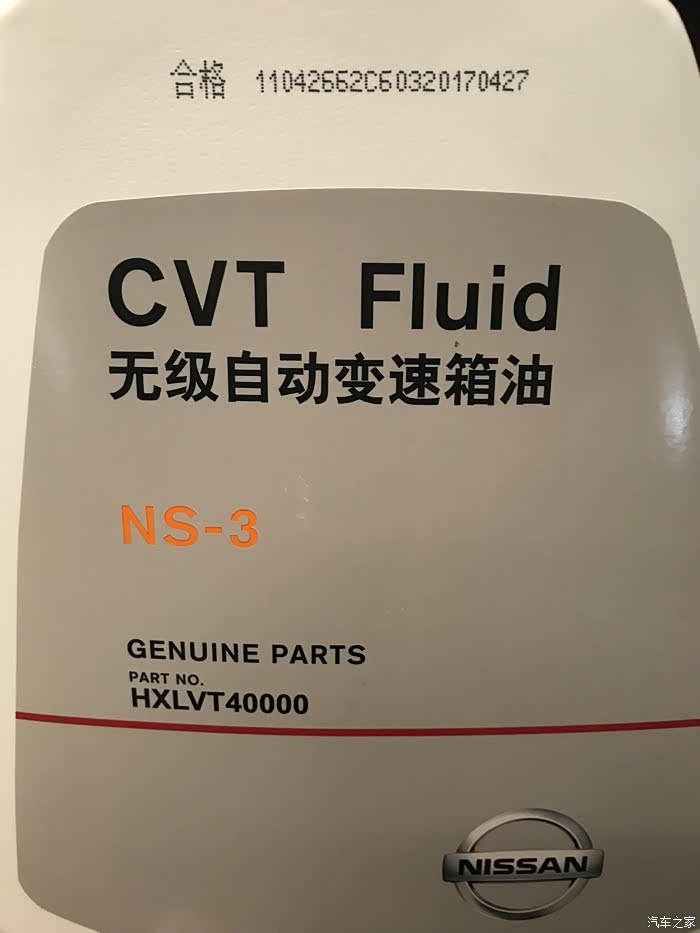 合格 11042662C60320170427
CVT Fluid
无级自动变速箱油
NS-3
GENUINE PARTS
PART NO.
HXLVT40000
NISSAN
汽车之家